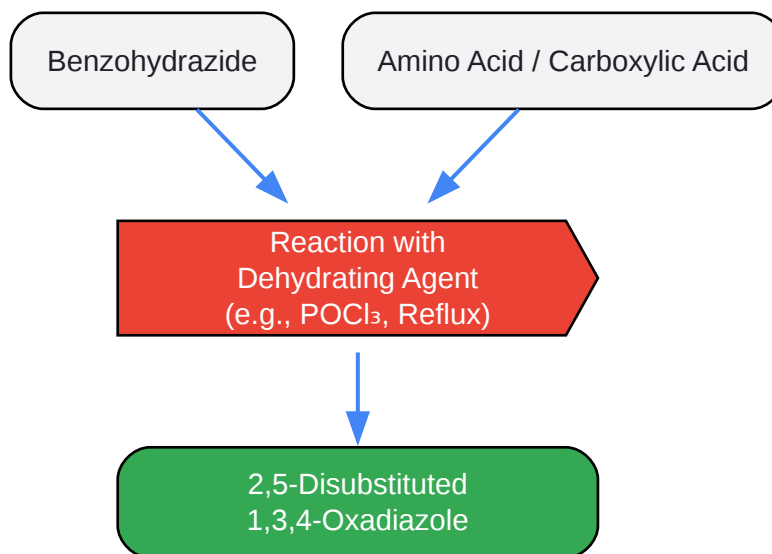 Benzohydrazide
Amino Acid / Carboxylic Acid
Reaction with
Dehydrating Agent
(e.g., POCl₃, Reflux)
2,5-Disubstituted
1,3,4-Oxadiazole